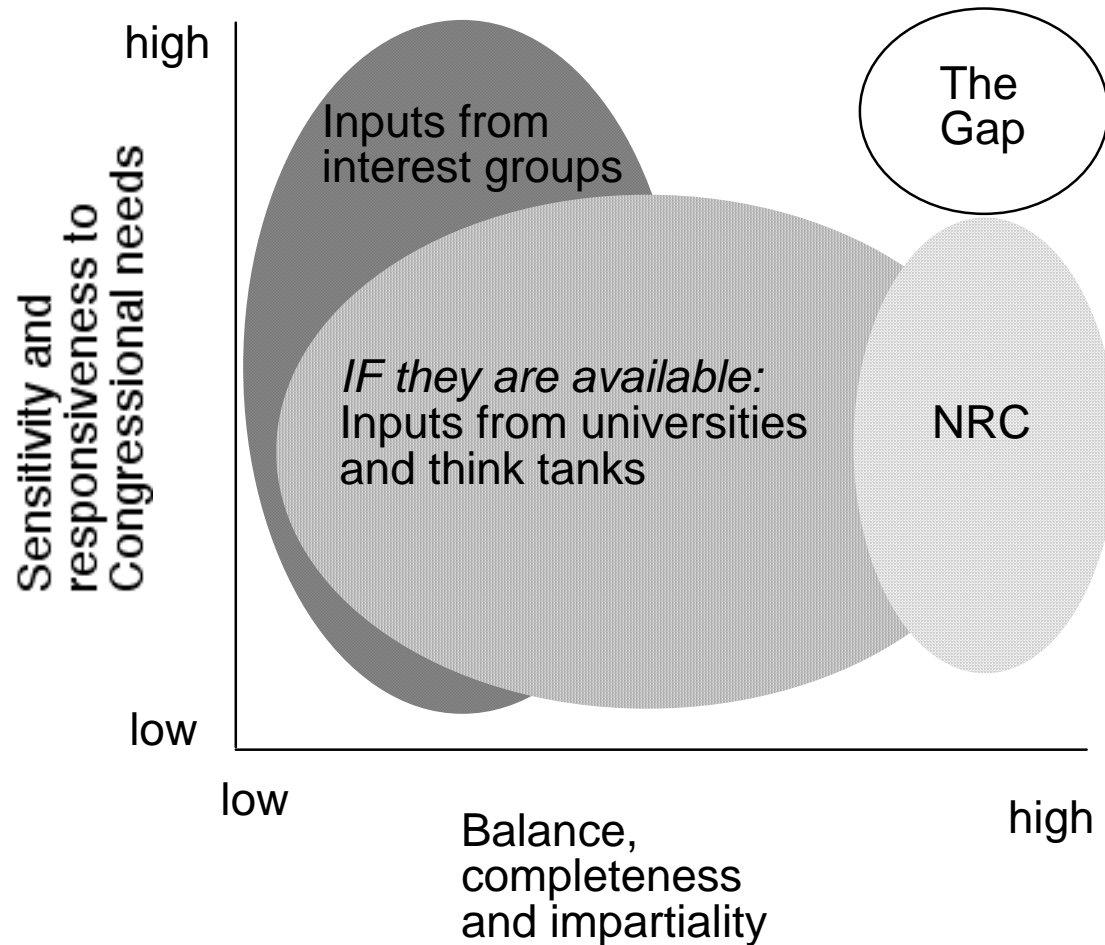 high
The
Gap
Inputs from
interest groups
Sensitivity and
responsiveness to
Congressional needs
IF they are available:
Inputs from universities
and think tanks
NRC
low
low
high
Balance,
completeness
and impartiality